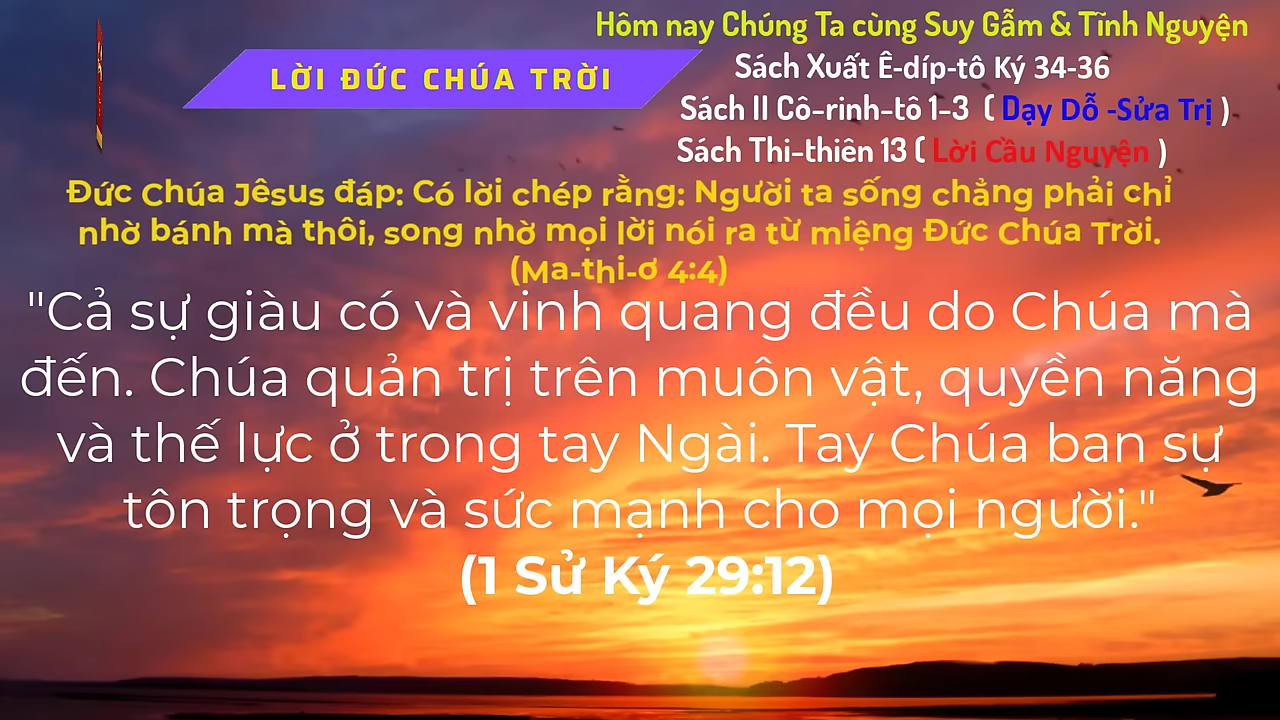 Hôm nay Chúng Ta cùng Suy Gẫm & Tĩnh Nguyện
LỜI ĐỨC CHÚA TRỜI
Sách Xuất Ê-díp-tô Ký 34-36
Sách II Cô-rinh-tô 1-3 ( Dạy Dỗ -Sửa Trị )
Sách Thi-thiên 13 ( Lời Cầu Nguyện )
Đức Chúa Jêsus đáp: Có lời chép rằng: Người ta sống chẳng phải chỉ
nhờ bánh mà thôi, song nhờ mọi lời nói ra từ miệng Đức Chúa Trời.
(Ma-thi-ơ 4:4)
"Cả sự giàu có và vinh quang đều do Chúa mà
đến. Chúa quản trị trên muôn vật, quyền năng
và thế lực ở trong tay Ngài. Tay Chúa ban sự
tôn trọng và sức mạnh cho mọi người."
(1 Sử Ký 29:12)